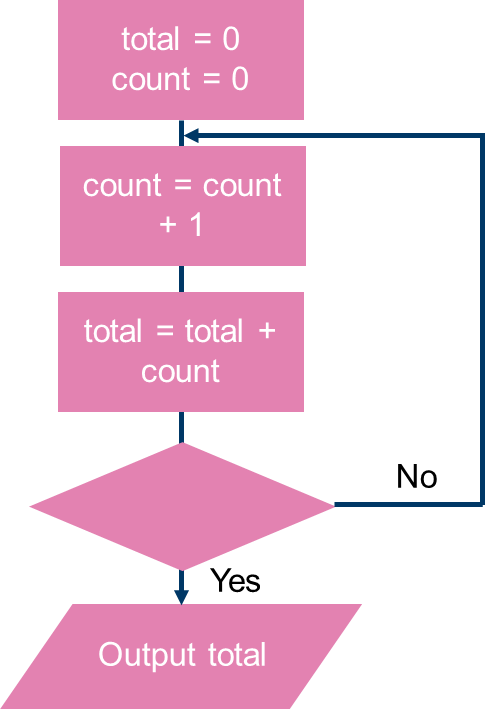 total = 0
count = 0
count = count
+ 1
total = total +
count
No
Yes
Output total